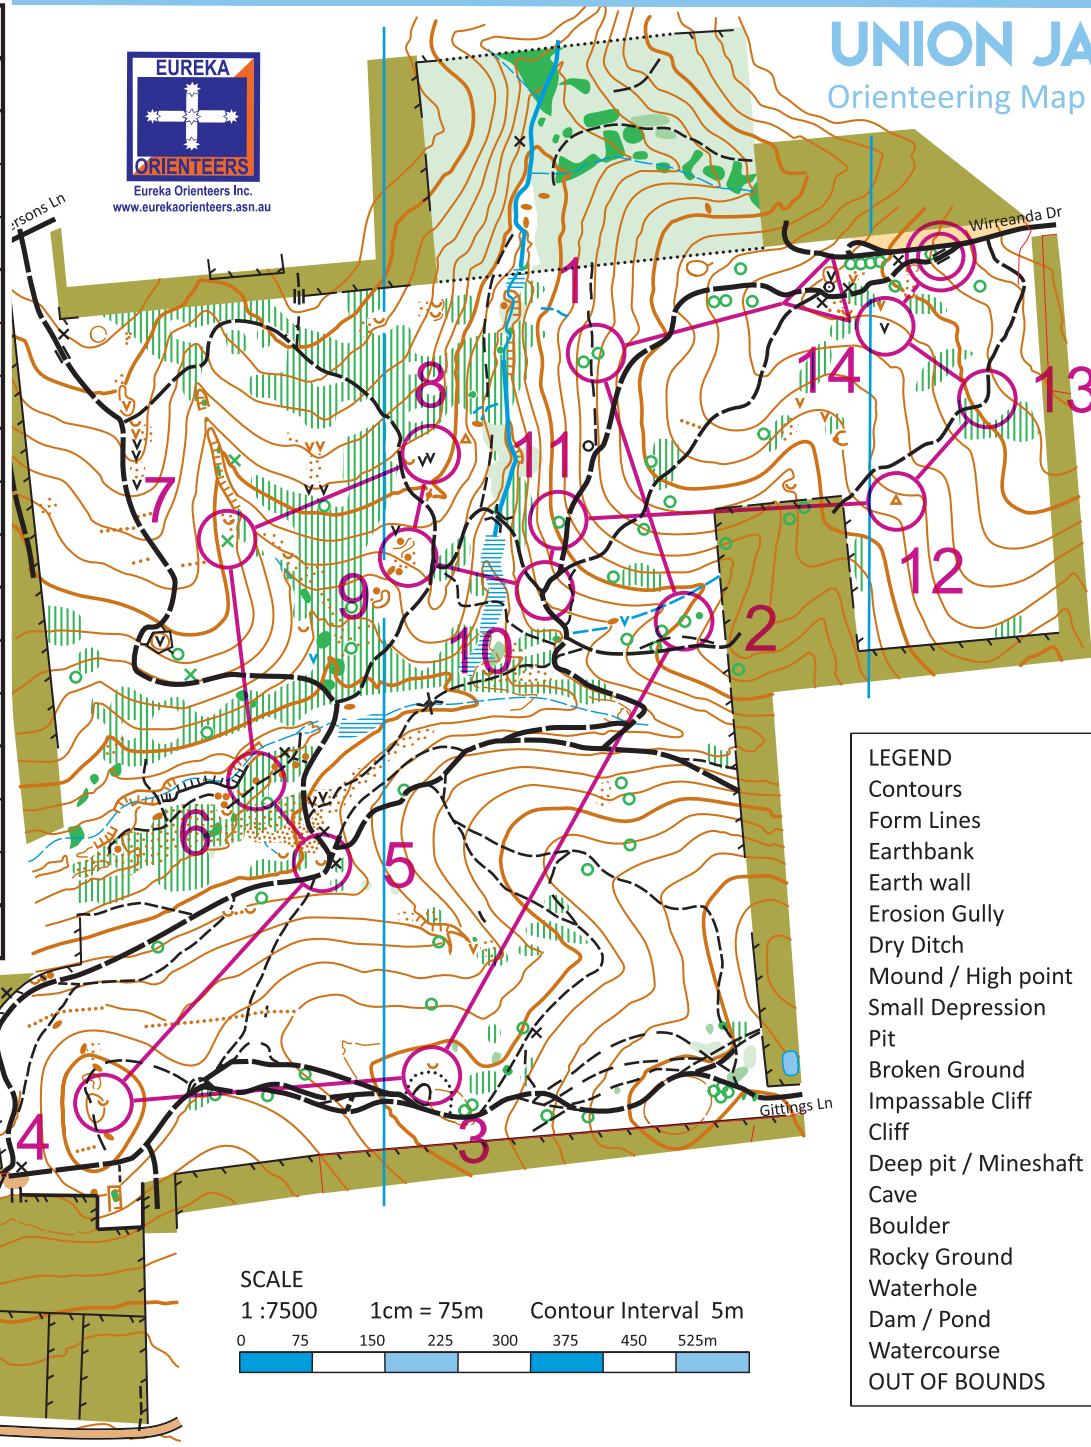 EUREKA
ORIENTEERS
Eureka Orienteers Inc.
www.eurekaorienteers.asn.au
UNION JA
Orienteering Map
ersons Ln
Wirreanda Dr
1
14
13
8
11
7
12
9
10
2
6
5
4
3
Gittings Ln
LEGEND
Contours
Form Lines
Earthbank
Earth wall
Erosion Gully
Dry Ditch
Mound / High point
Small Depression
Pit
Broken Ground
Impassable Cliff
Cliff
Deep pit / Mineshaft
Cave
Boulder
Rocky Ground
Waterhole
Dam / Pond
Watercourse
OUT OF BOUNDS
SCALE
1 :7500 1cm = 75m Contour Interval 5m
0 75 150 225 300 375 450 525m